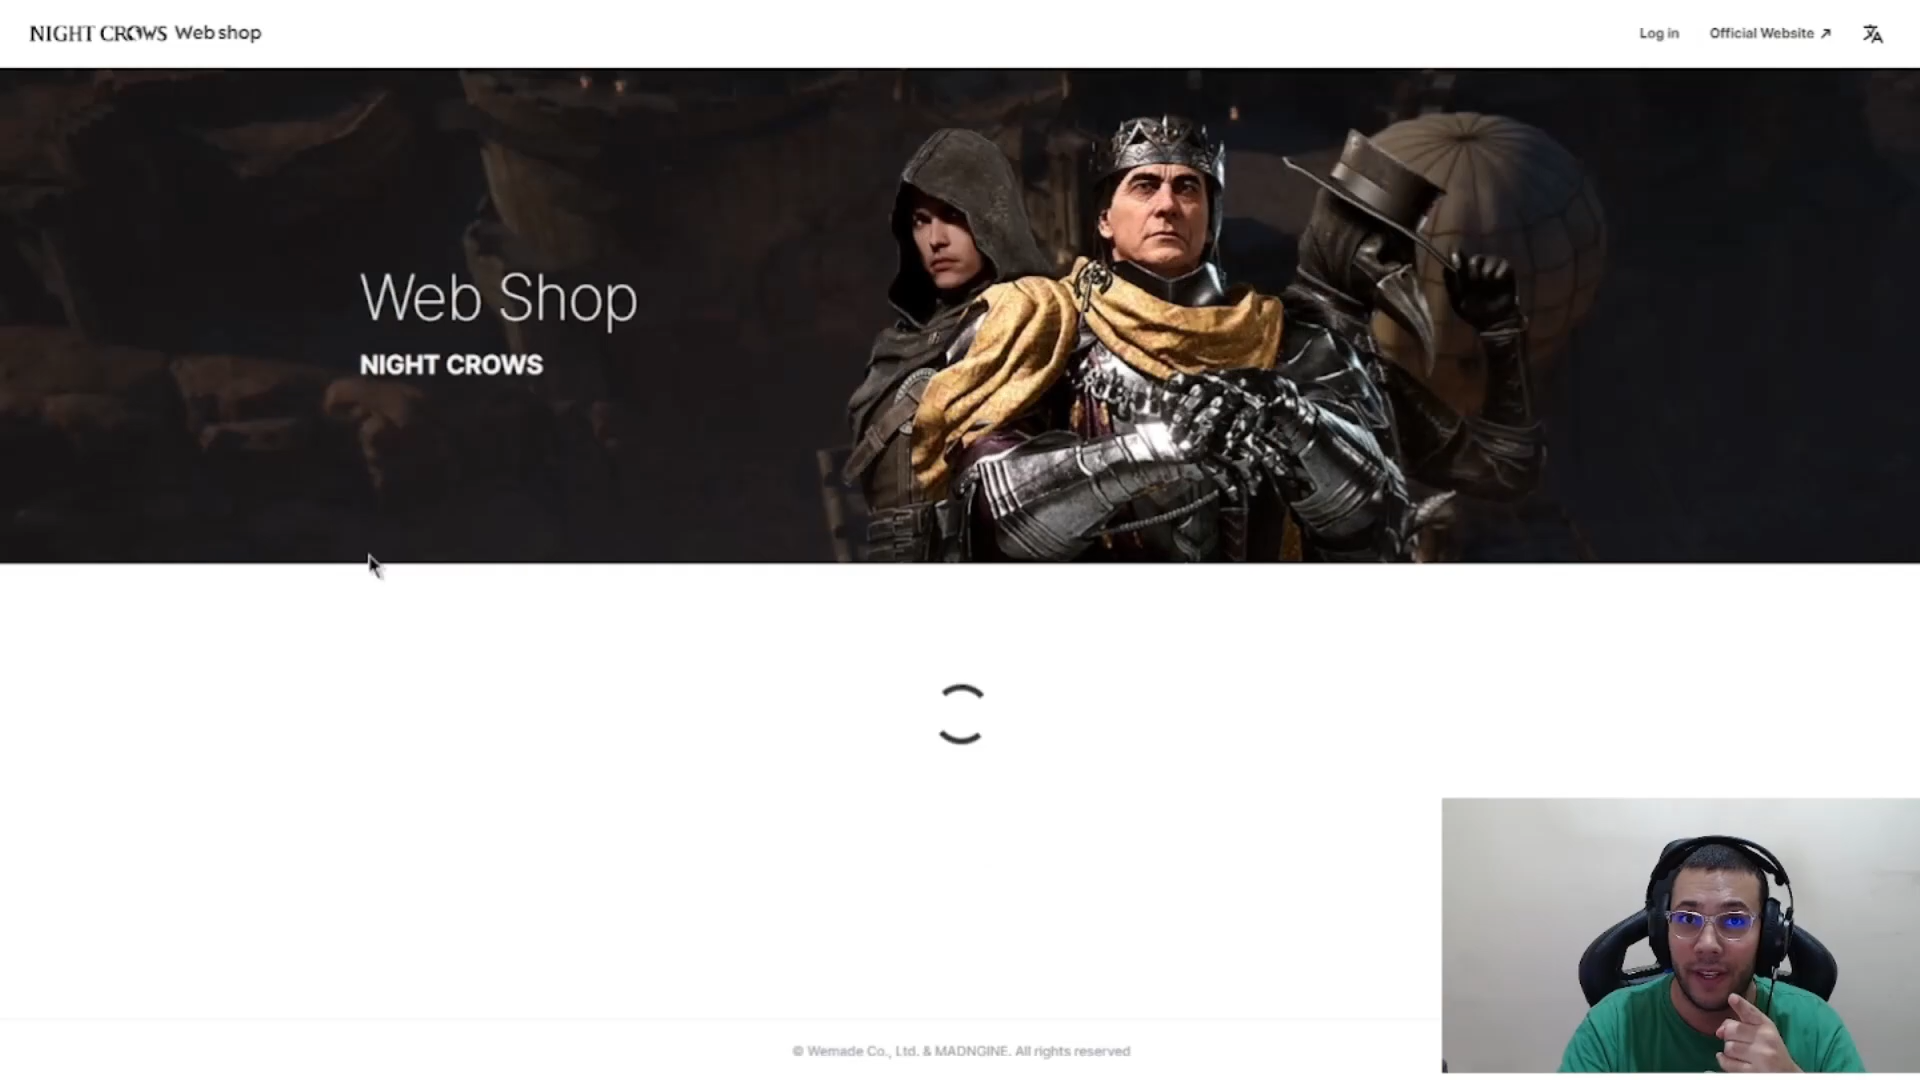 NIGHT CROWS Web shop
Log in
Official Website ↗
Web Shop
NIGHT CROWS
© Wemade Co., Ltd. & MADNGINE. All rights reserved